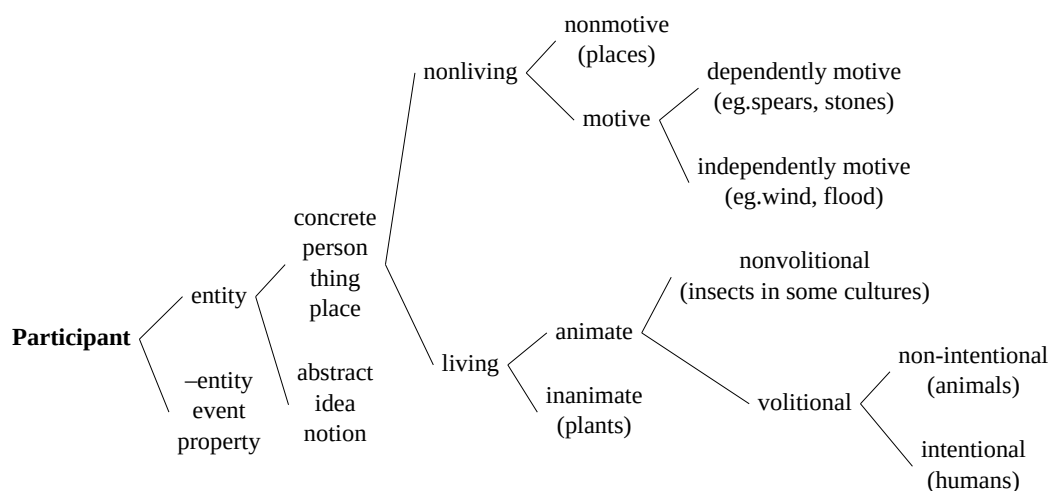 Participant
entity
–entity
event
property
concrete
person
thing
place
abstract
idea
notion
nonliving
living
nonmotive
(places)
motive
dependently motive
(eg.spears, stones)
independently motive
(eg.wind, flood)
animate
inanimate
(plants)
nonvolitional
(insects in some cultures)
volitional
non-intentional
(animals)
intentional
(humans)